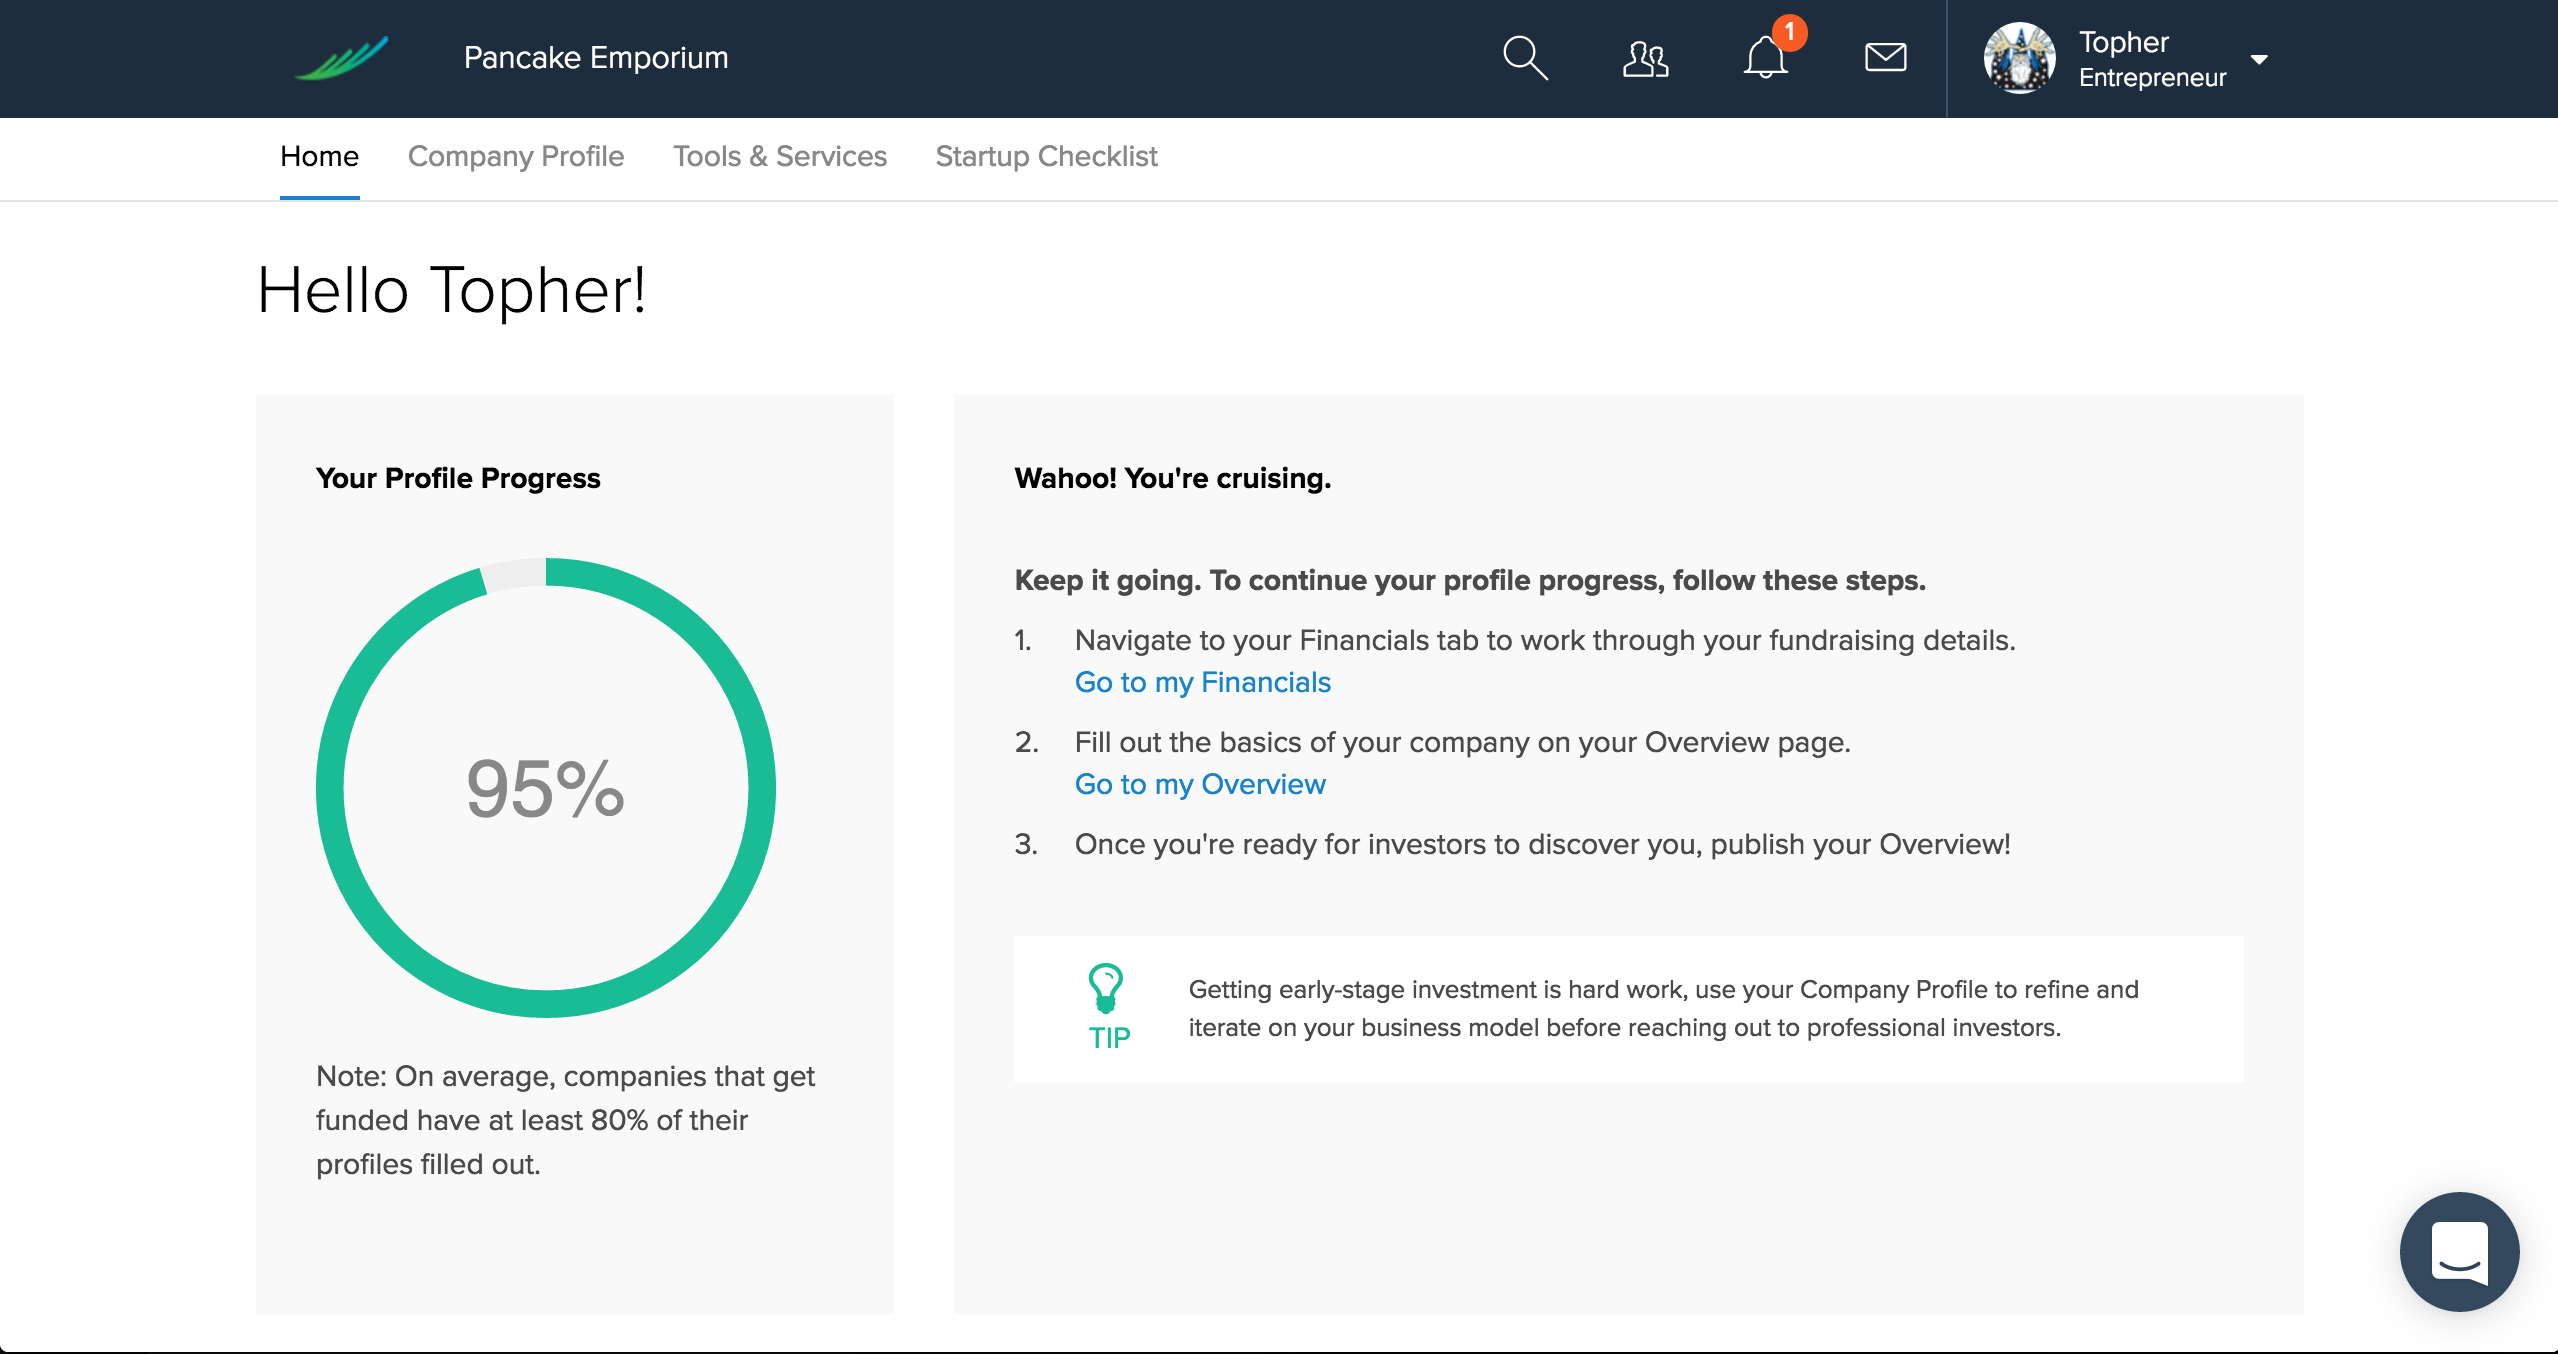 Pancake Emporium
1
Topher
Entrepreneur
Home
Company Profile
Tools & Services
Startup Checklist
Hello Topher!
Your Profile Progress
95%
Note: On average, companies that get
funded have at least 80% of their
profiles filled out.
Wahoo! You're cruising.
Keep it going. To continue your profile progress, follow these steps.
1. Navigate to your Financials tab to work through your fundraising details.
Go to my Financials
2. Fill out the basics of your company on your Overview page.
Go to my Overview
3. Once you're ready for investors to discover you, publish your Overview!
TIP
Getting early-stage investment is hard work, use your Company Profile to refine and
iterate on your business model before reaching out to professional investors.